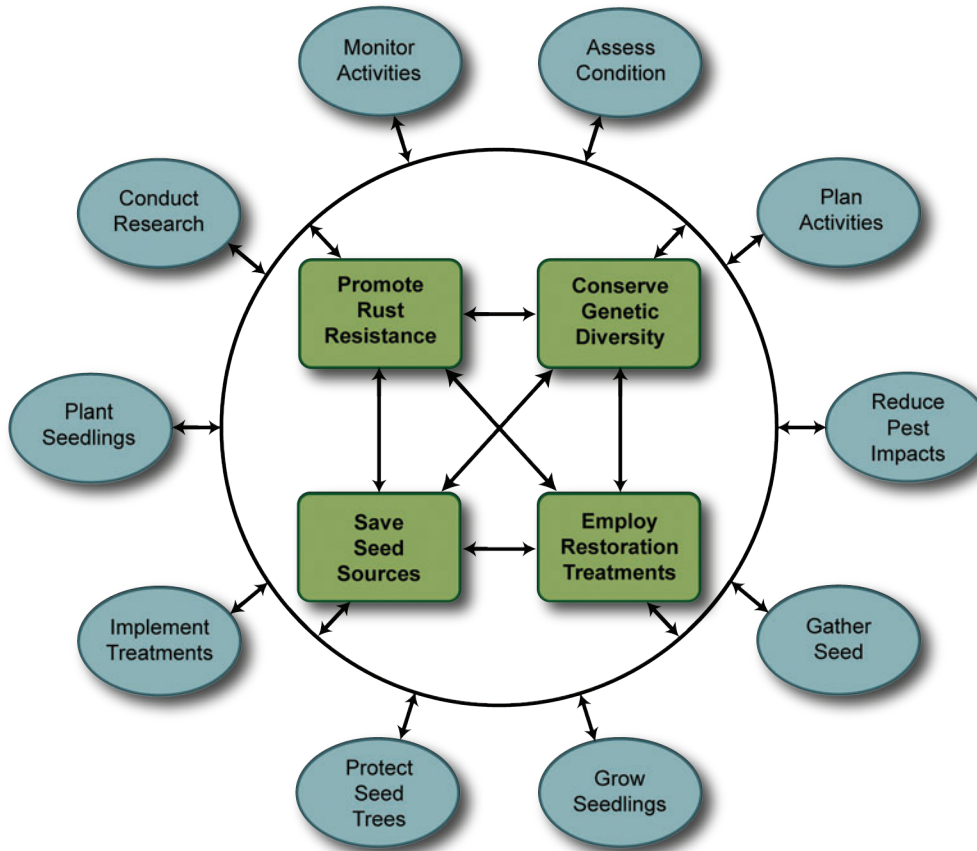 Monitor
Activities
Assess
Condition
Conduct
Research
Plan
Activities
Promote
Rust
Resistance
Conserve
Genetic
Diversity
Plant
Seedlings
Reduce
Pest
Impacts
Save
Seed
Sources
Employ
Restoration
Treatments
Implement
Treatments
Gather
Seed
Protect
Seed
Trees
Grow
Seedlings